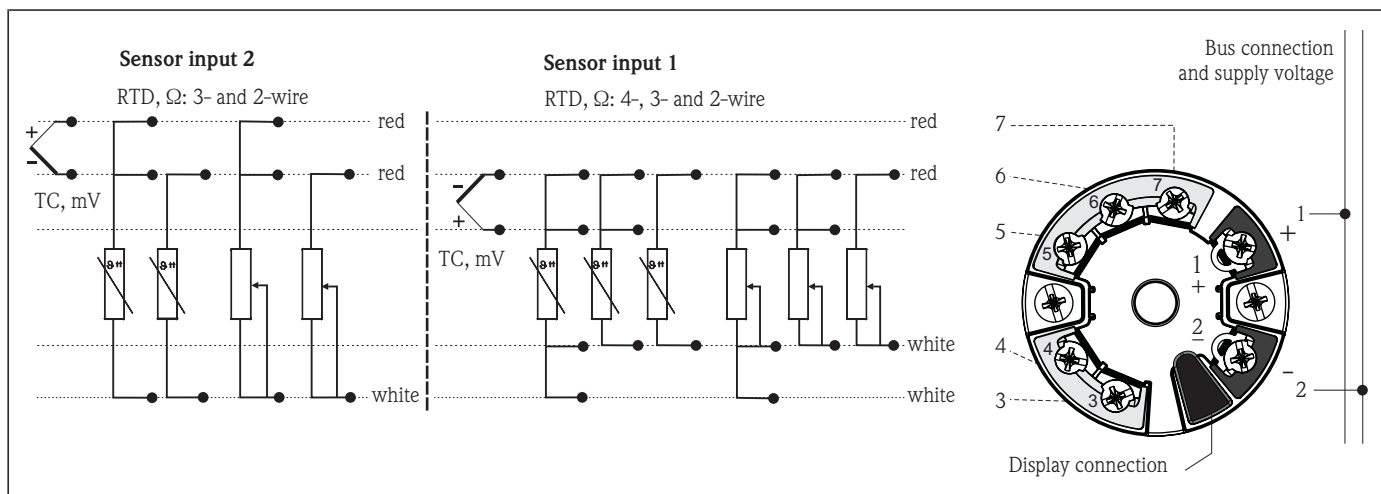 Sensor input 2
RTD, Ω: 3- and 2-wire
+
-
TC, mV
red
red
white
Sensor input 1
RTD, Ω: 4-, 3- and 2-wire
-
+
TC, mV
red
red
white
white
Bus connection
and supply voltage
7
6
5
4
3
7
6
5
4
3
1
+
2
-
1
+
-
2
Display connection